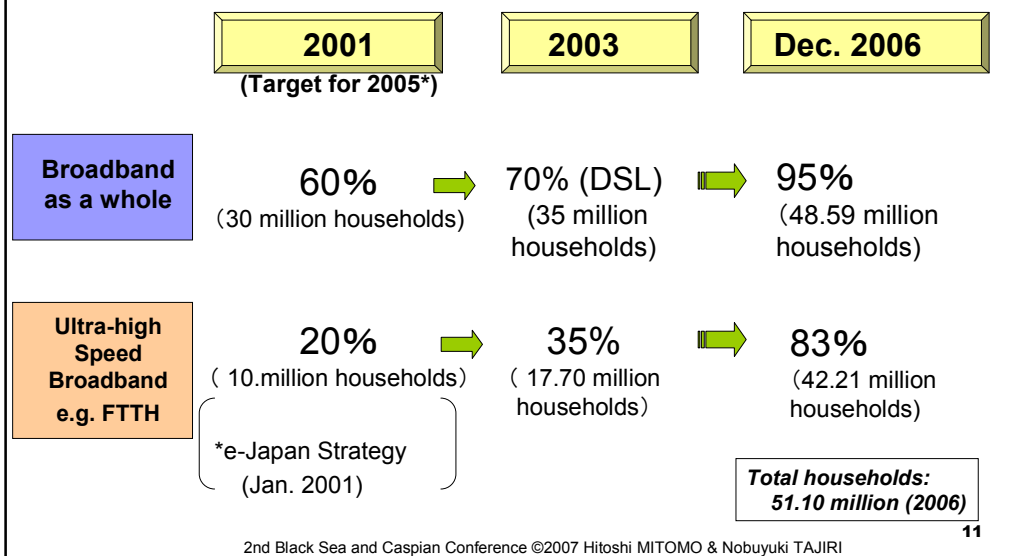 2001
(Target for 2005*)
2003
Dec. 2006
Broadband
as a whole
60%
（30 million households)
70% (DSL)
(35 million
households)
95%
（48.59 million
households)
Ultra-high
Speed
Broadband
e.g. FTTH
20%
( 10.million households）
35%
( 17.70 million
households）
83%
（42.21 million
households)
*e-Japan Strategy
(Jan. 2001)
Total households:
51.10 million (2006)
11
2nd Black Sea and Caspian Conference ©2007 Hitoshi MITOMO & Nobuyuki TAJIRI